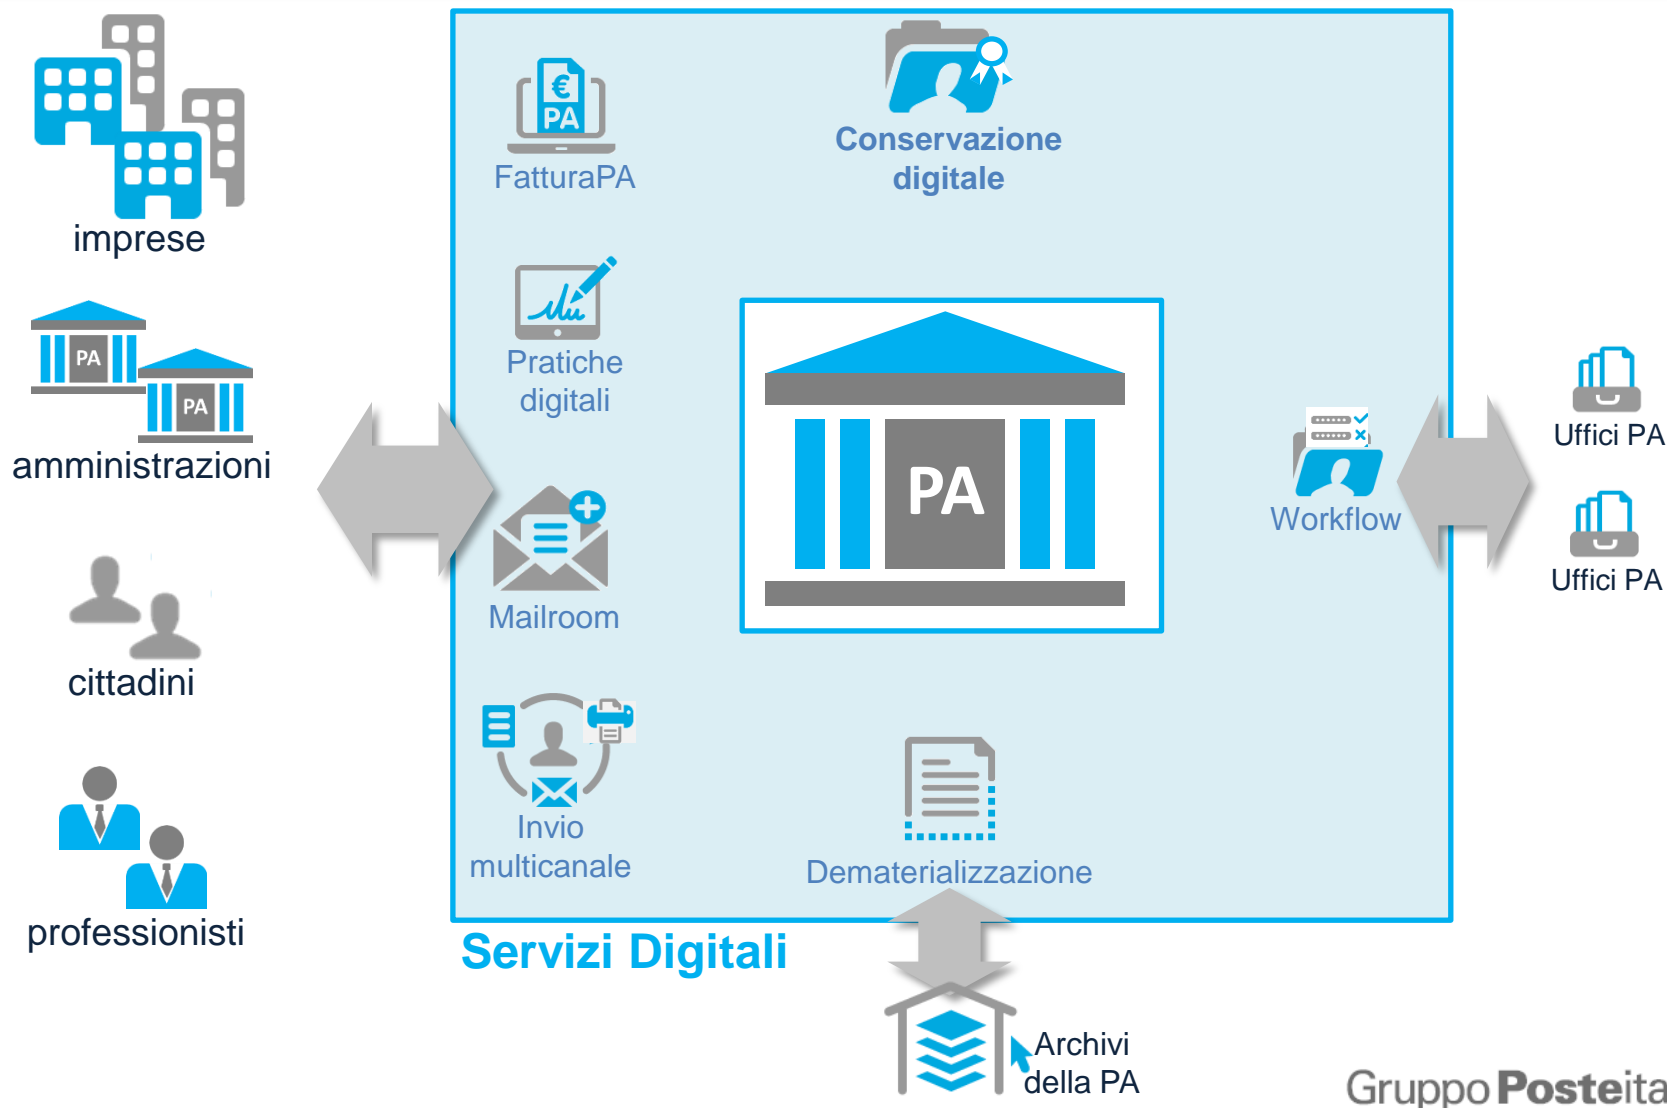 imprese
PA
PA
amministrazioni
cittadini
professionisti
€
PA
FatturaPA
Conservazione
digitale
Pratiche
digitali
Mailroom
Invio
multicanale
PA
Dematerializzazione
Workflow
Uffici PA
Uffici PA
Servizi Digitali
Archivi
della PA
Gruppo Posteita